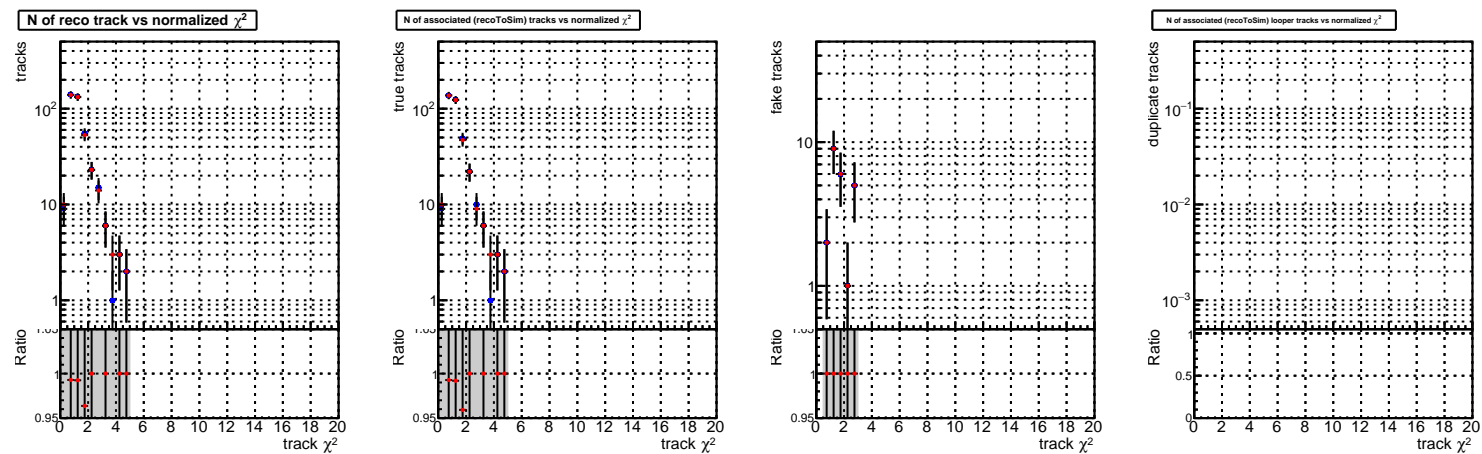 N of reco track vs normalized χ²
tracks
10²
10
1
Ratio
1.05
1
0.95
0 2 4 6 8 10 12 14 16 18 20
track χ²
N of associated (recoToSim) tracks vs normalized χ²
true tracks
10²
10
1
Ratio
1.05
1
0.95
0 2 4 6 8 10 12 14 16 18 20
track χ²
fake tracks
10
1
Ratio
1.05
1
0.95
0 2 4 6 8 10 12 14 16 18 20
track χ²
N of associated (recoToSim) looper tracks vs normalized χ²
duplicate tracks
10⁻¹
10⁻²
10⁻³
Ratio
1
0.5
0
0 2 4 6 8 10 12 14 16 18 20
track χ²